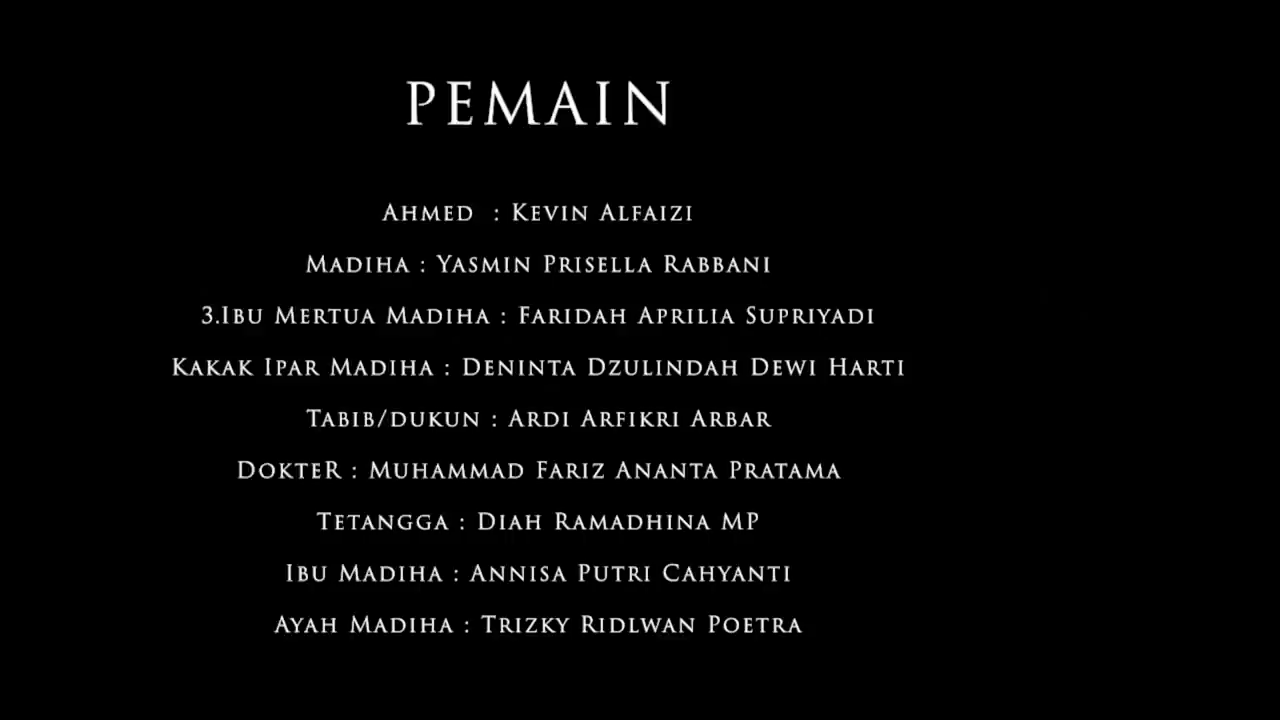 PEMAIN
AHMED : KEVIN ALFAIZI
MADIHA : YASMIN PRISELLA RABBANI
3.IBU MERTUA MADIHA : FARIDAH APRILIA SUPRIYADI
KAKAK IPAR MADIHA : DENINTA DZULINDAH DEWI HARTI
TABIB/DUKUN : ARDI ARFIKRI ARBAR
DOKTER : MUHAMMAD FARIZ ANANTA PRATAMA
TETANGGA : DIAH RAMADHINA MP
IBU MADIHA : ANNISA PUTRI CAHYANTI
AYAH MADIHA : TRIZKY RIDLWAN POETRA